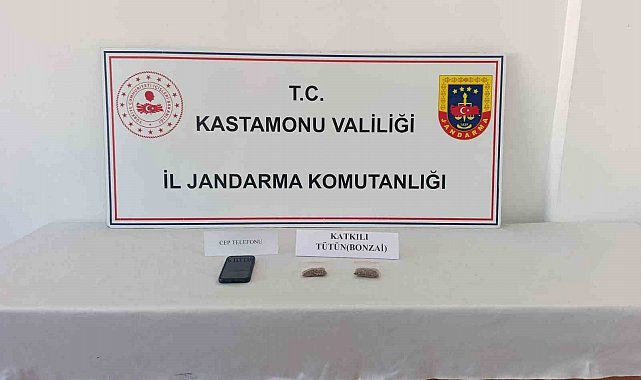 T.C.
KASTAMONU VALİLİĞİ
İL JANDARMA KOMUTANLIĞI
JANDARMA
CEP TELEFONU
KATKILI
TÜTÜN(BONZAİ)